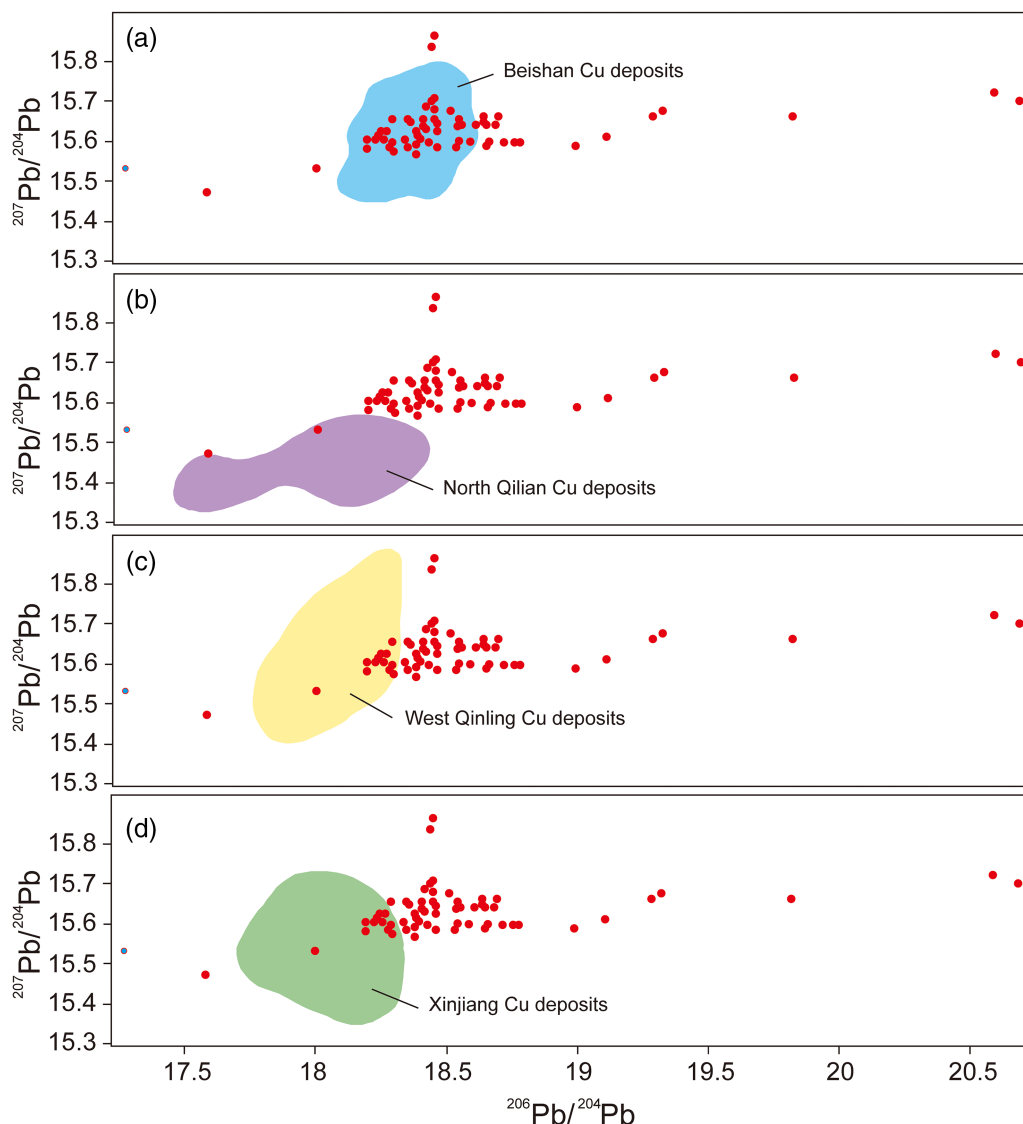 (a)
Beishan Cu deposits
207Pb/204Pb
15.8
15.7
15.6
15.5
15.4
15.3
(b)
North Qilian Cu deposits
207Pb/204Pb
15.8
15.7
15.6
15.5
15.4
15.3
(c)
West Qinling Cu deposits
207Pb/204Pb
15.8
15.7
15.6
15.5
15.4
15.3
(d)
Xinjiang Cu deposits
207Pb/204Pb
15.8
15.7
15.6
15.5
15.4
15.3
17.5 18 18.5 19 19.5 20 20.5
206Pb/204Pb